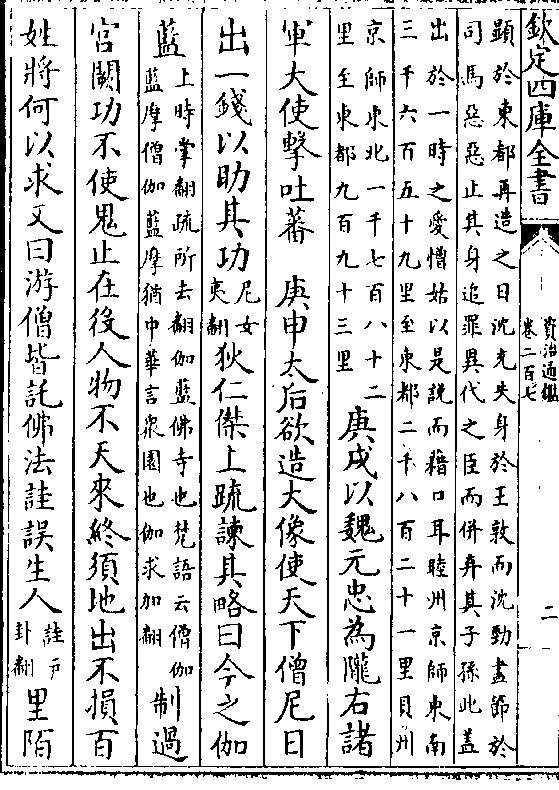 欽定四庫全書
資治通鑑
卷二百七
二
顯於東都再造之日沈充失身於王敦而沈勁盡節於
司馬惡惡止其身追罪異代之臣而併弃其子孫此蓋
出於一時之愛憎姑以是説而藉口耳睦州京師東南
三千六百五十九里至東都二千八百二十一里貝州
京師東北一千七百八十二
里至東都九百九十三里
庚戌以魏元忠為隴右諸
軍大使擊吐蕃　庚申太后欲造大像使天下僧尼日
出一錢以助其功
尼女
夷翻
狄仁傑上疏諫其略曰今之伽
藍
上時掌翻疏所去翻伽藍佛寺也梵語云僧伽
藍摩僧伽藍摩猶中華言衆園也伽求加翻
制過
宫闕功不使鬼止在役人物不天來終須地出不損百
姓將何以求又曰游僧皆託佛法詿誤生人
詿戶
卦翻
里陌